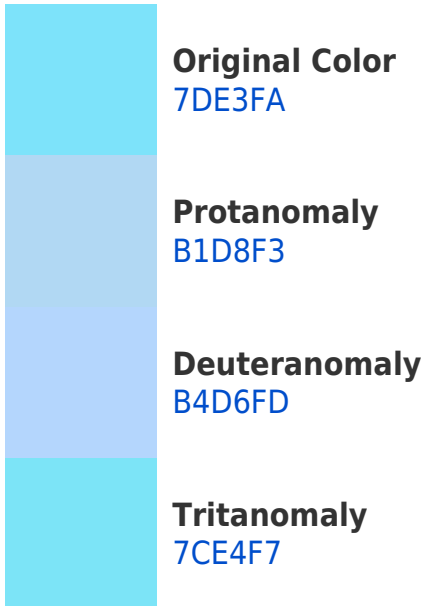 Original Color
7DE3FA
Protanomaly
B1D8F3
Deuteranomaly
B4D6FD
Tritanomaly
7CE4F7